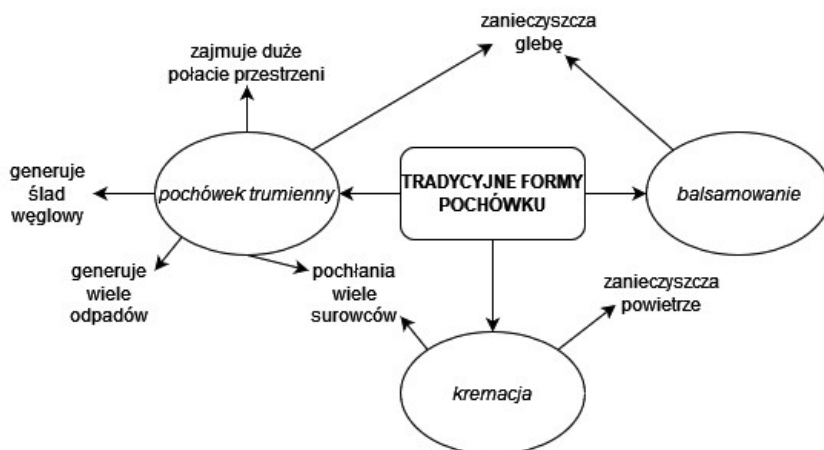 zanieczyszcza
glebę
zajmuje duże
połacie przestrzeni
generuje
ślad
węglowy
pochówek trumienny
TRADYCYJNE FORMY
POCHÓWKU
balsamowanie
generuje
wiele
odpadów
pochłania
wiele
surowców
zanieczyszcza
powietrze
kremacja